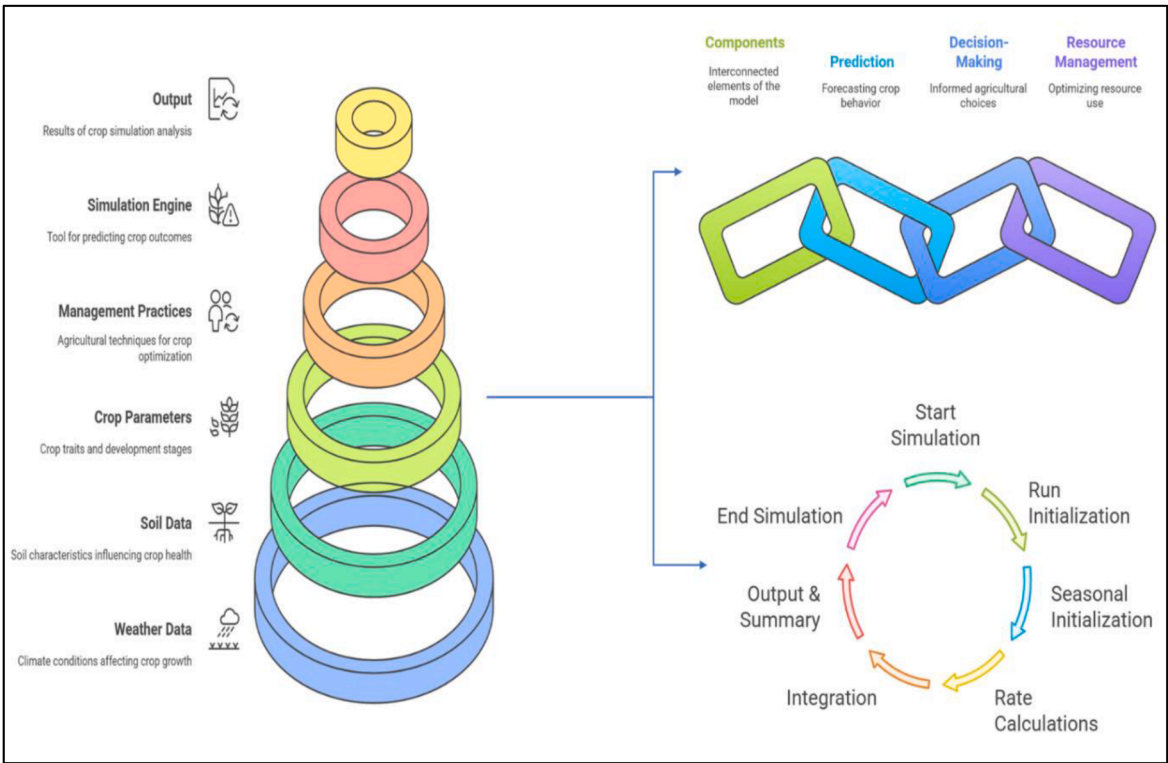 Output
Results of crop simulation analysis
Simulation Engine
Tool for predicting crop outcomes
Management Practices
Agricultural techniques for crop
optimization
Crop Parameters
Crop traits and development stages
Soil Data
Soil characteristics influencing crop health
Weather Data
Climate conditions affecting crop growth
Components
Interconnected
elements of the
model
Prediction
Forecasting crop
behavior
Decision-
Making
Informed agricultural
choices
Resource
Management
Optimizing resource
use
Start
Simulation
Run
Initialization
Seasonal
Initialization
Rate
Calculations
Integration
Output &
Summary
End Simulation